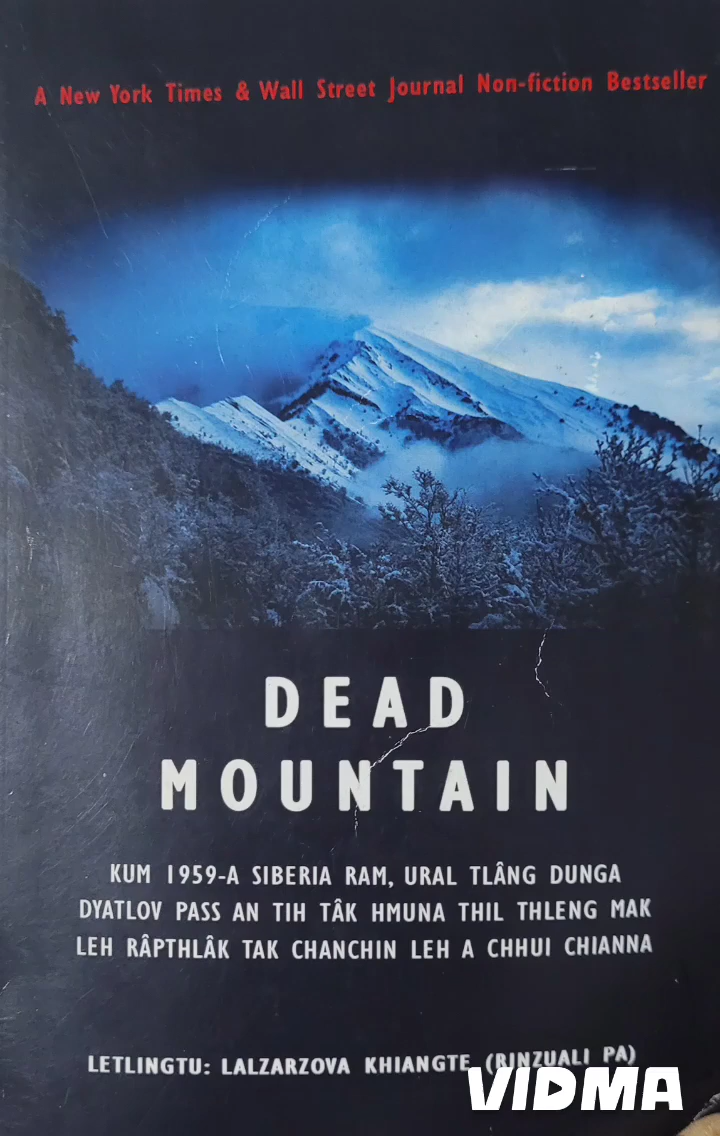 A New York Times & Wall Street Journal Non-fiction Bestseller
DEAD
MOUNTAIN
KUM 1959-A SIBERIA RAM, URAL TLÂNG DUNGA
DYATLOV PASS AN TIH TÂK HMUNA THIL THLENG MAK
LEH RÂPTHLÂK TAK CHANCHIN LEH A CHHUI CHIANNA
LETLINGTU: LALZARZOVA KHIANGTE (RINZUALI PA)
VIDMA